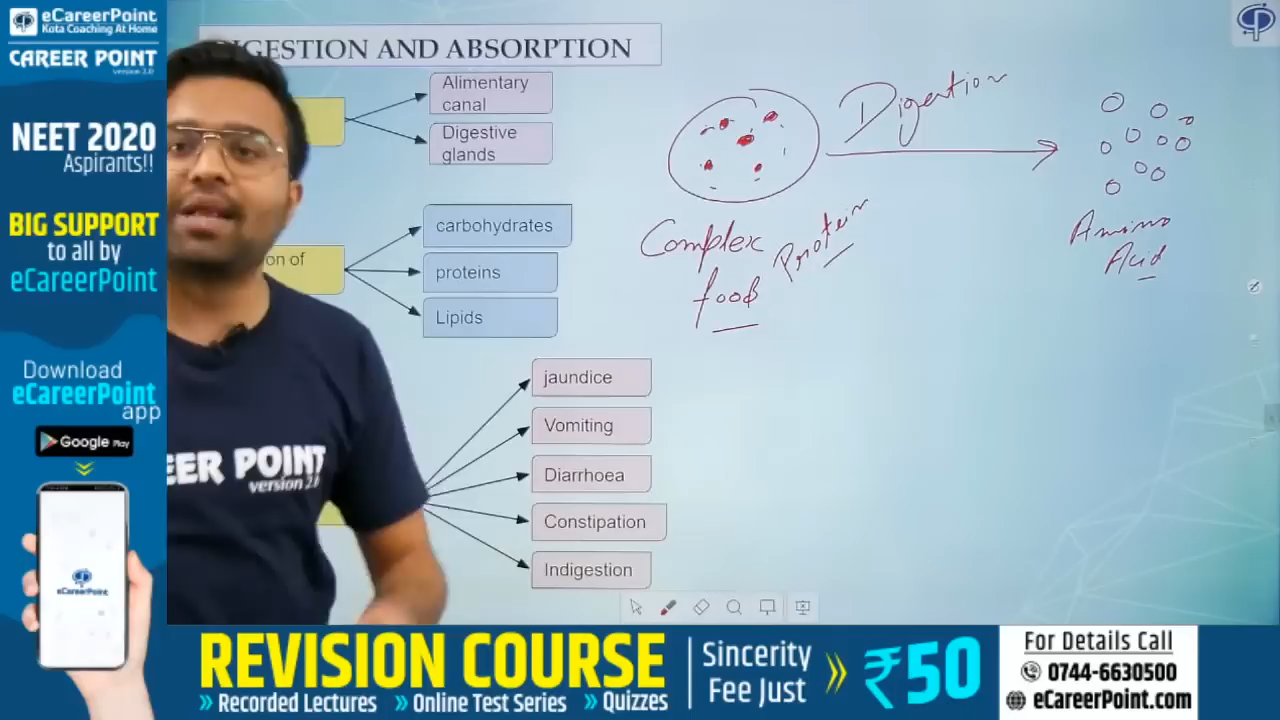 eCareerPoint
Kota Coaching At Home
CAREER POINT
version 2.0
NEET 2020
Aspirants!!
BIG SUPPORT
to all by
eCareerPoint
Download
eCareerPoint
app
Google Play
eCareerPoint
IGESTION AND ABSORPTION
Alimentary
canal
Digestive
glands
on of
carbohydrates
proteins
Lipids
jaundice
Vomiting
Diarrhoea
Constipation
Indigestion
Digestion
Complex
food
Protein
Amino
Acid
EER POINT
version 2.0
REVISION COURSE
» Recorded Lectures » Online Test Series » Quizzes
Sincerity
Fee Just
» ₹50
For Details Call
0744-6630500
eCareerPoint.com